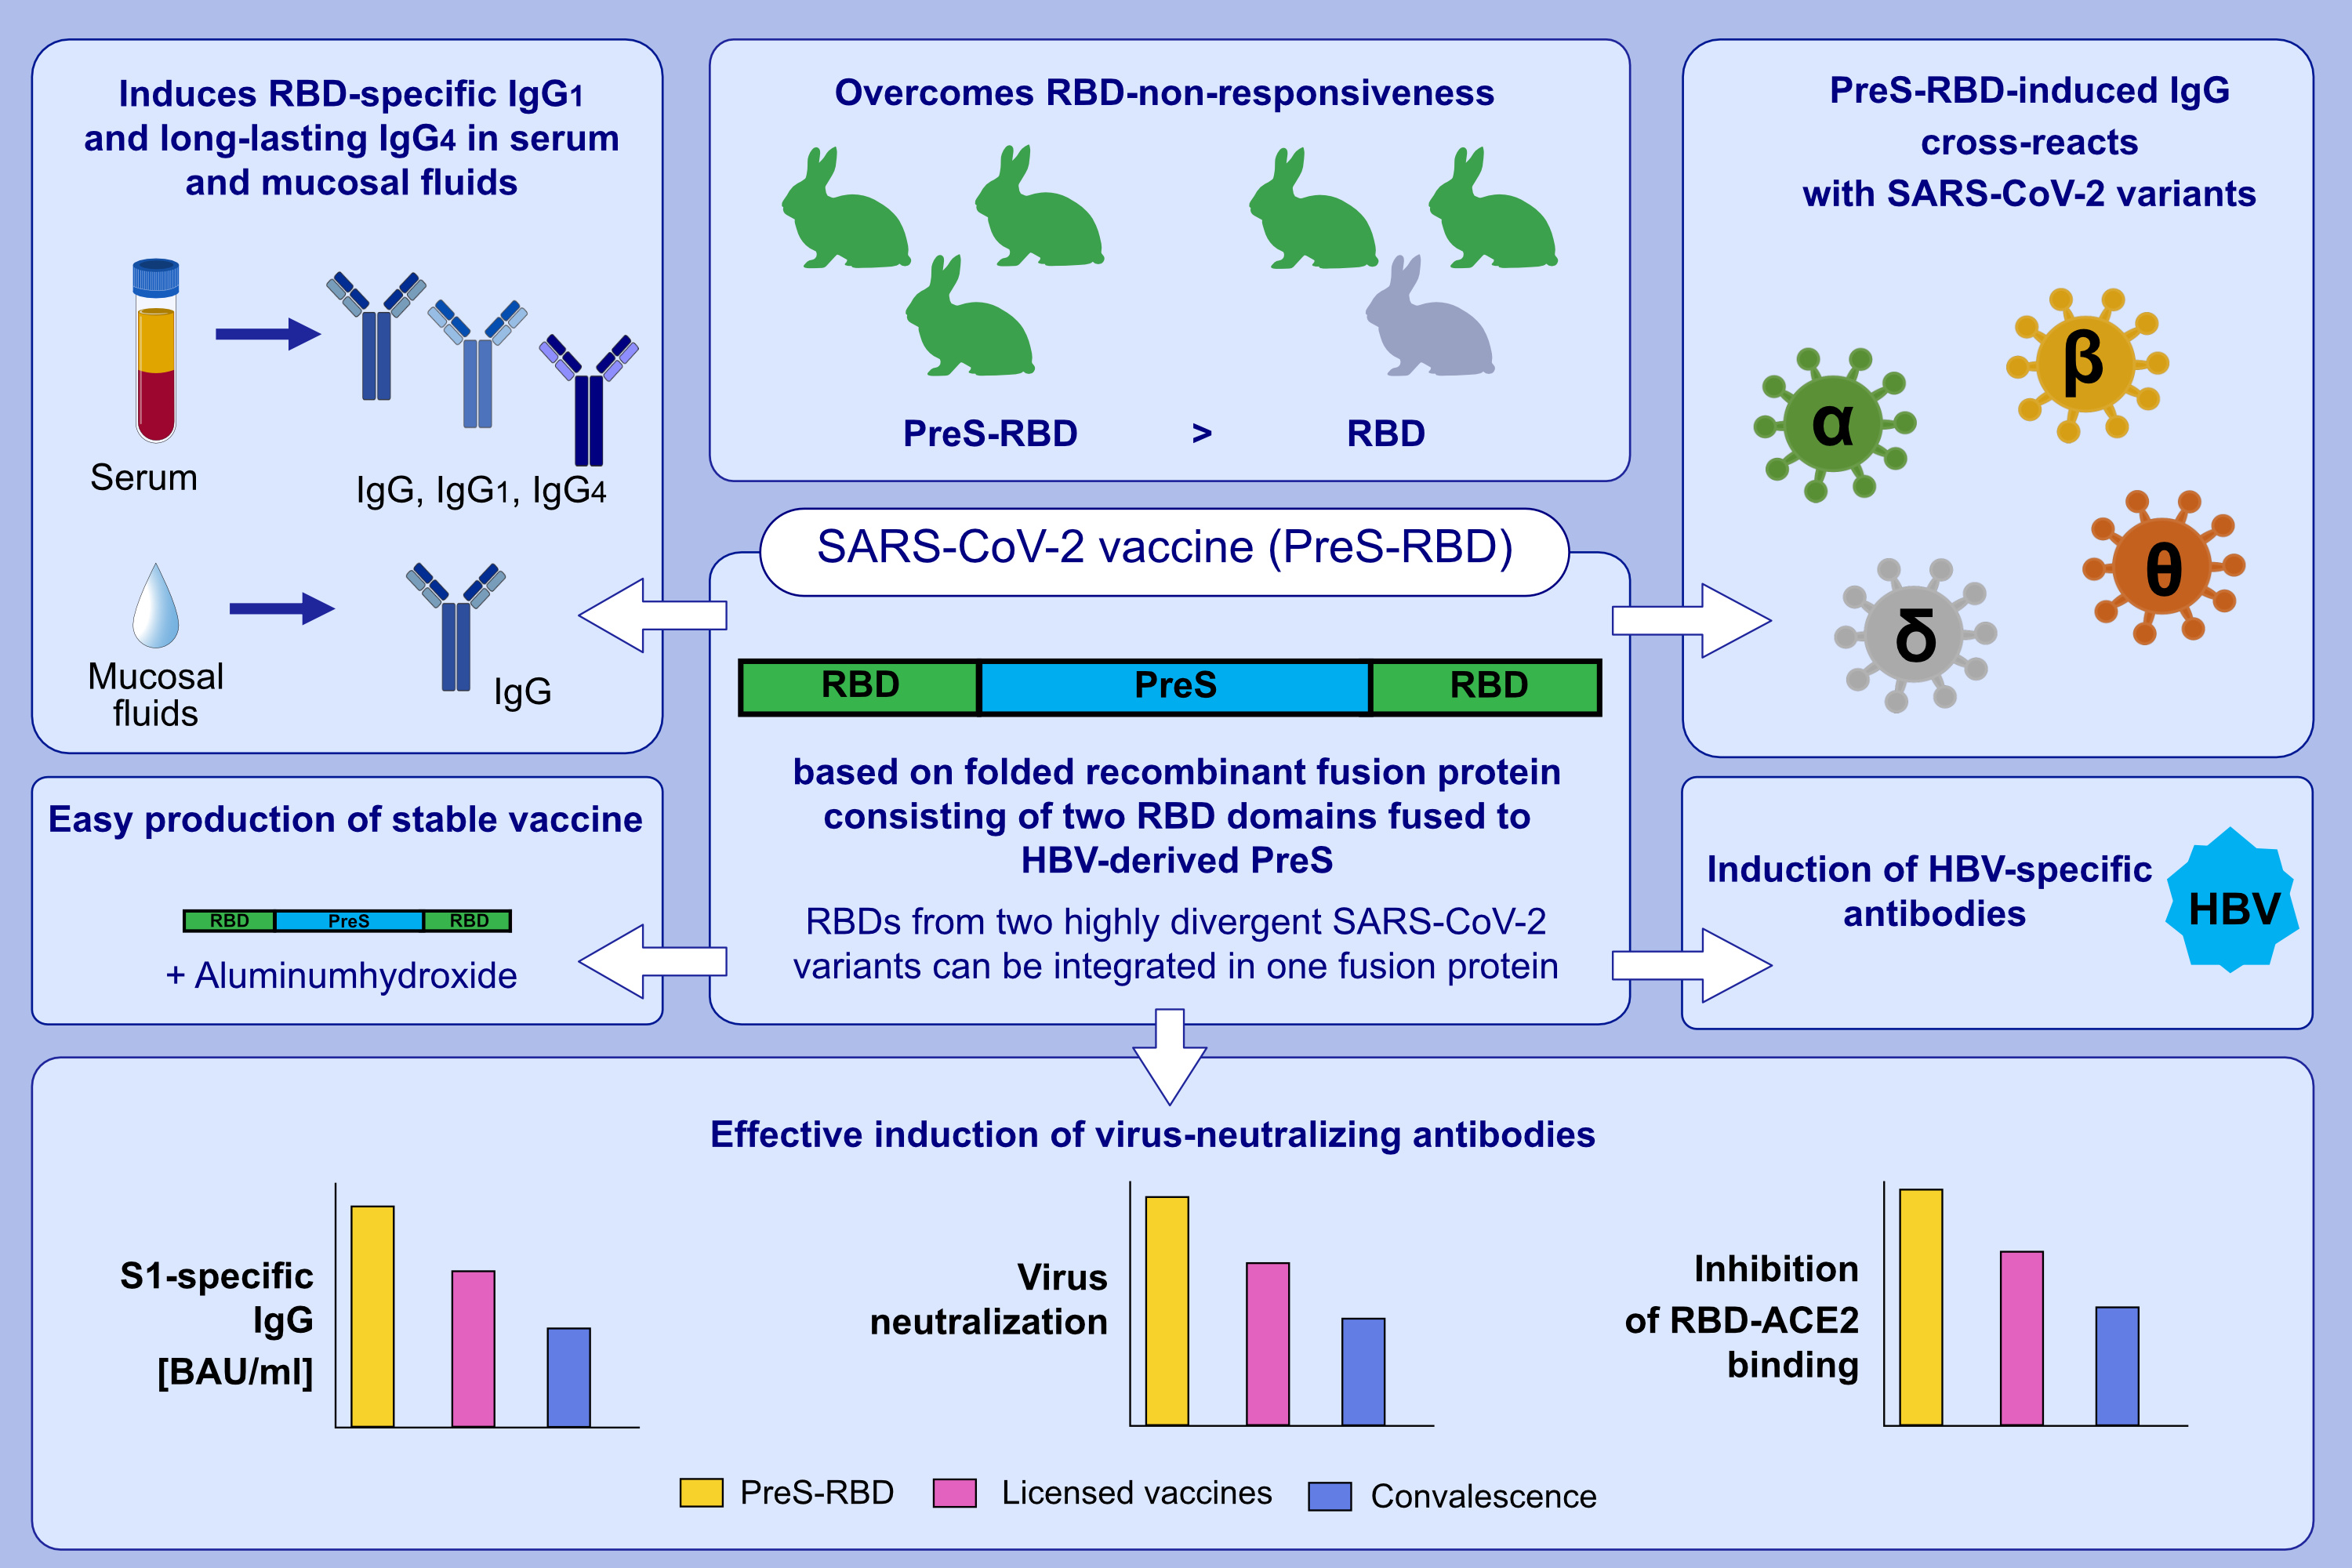 Induces RBD-specific IgG1
and long-lasting IgG4 in serum
and mucosal fluids
Serum
IgG, IgG1, IgG4
Mucosal
fluids
IgG
Overcomes RBD-non-responsiveness
PreS-RBD > RBD
PreS-RBD-induced IgG
cross-reacts
with SARS-CoV-2 variants
α
β
δ
θ
SARS-CoV-2 vaccine (PreS-RBD)
RBD PreS RBD
based on folded recombinant fusion protein
consisting of two RBD domains fused to
HBV-derived PreS
RBDs from two highly divergent SARS-CoV-2
variants can be integrated in one fusion protein
Easy production of stable vaccine
RBD PreS RBD
+ Aluminumhydroxide
Induction of HBV-specific
antibodies
HBV
Effective induction of virus-neutralizing antibodies
S1-specific
IgG
[BAU/ml]
Virus
neutralization
Inhibition
of RBD-ACE2
binding
PreS-RBD
Licensed vaccines
Convalescence